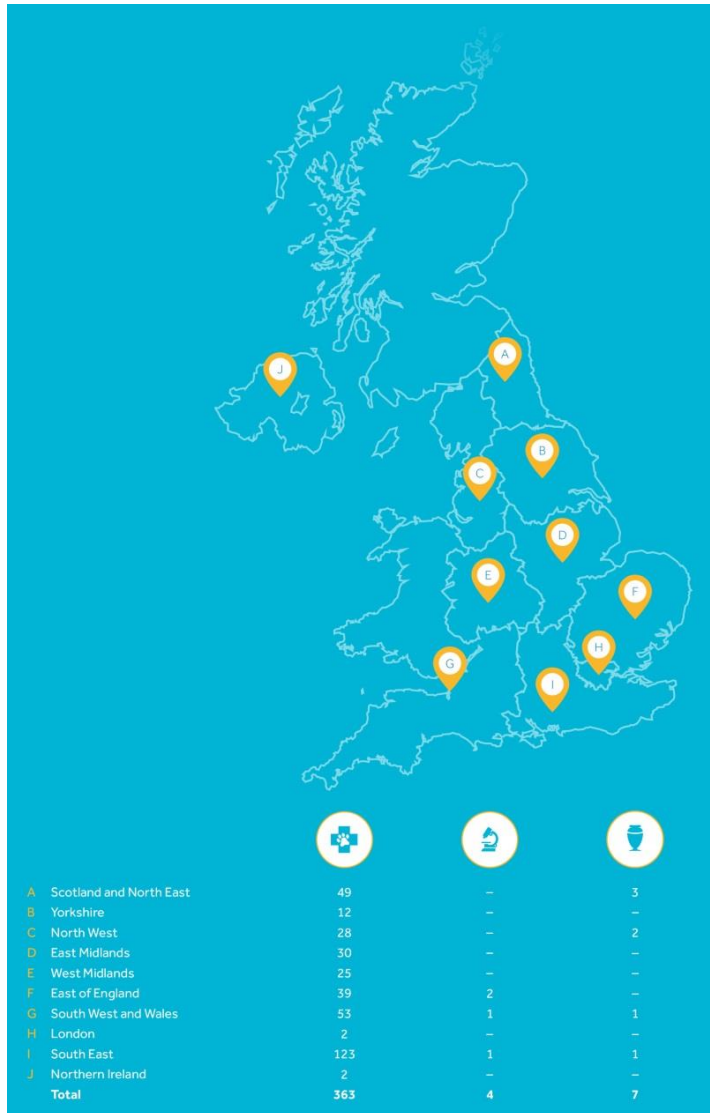 A
J
B
C
D
E
F
H
G
I
A Scotland and North East 49 – 3
B Yorkshire 12 – –
C North West 28 – 2
D East Midlands 30 – –
E West Midlands 25 – –
F East of England 39 2 –
G South West and Wales 53 1 1
H London 2 – –
I South East 123 1 1
J Northern Ireland 2 – –
Total 363 4 7